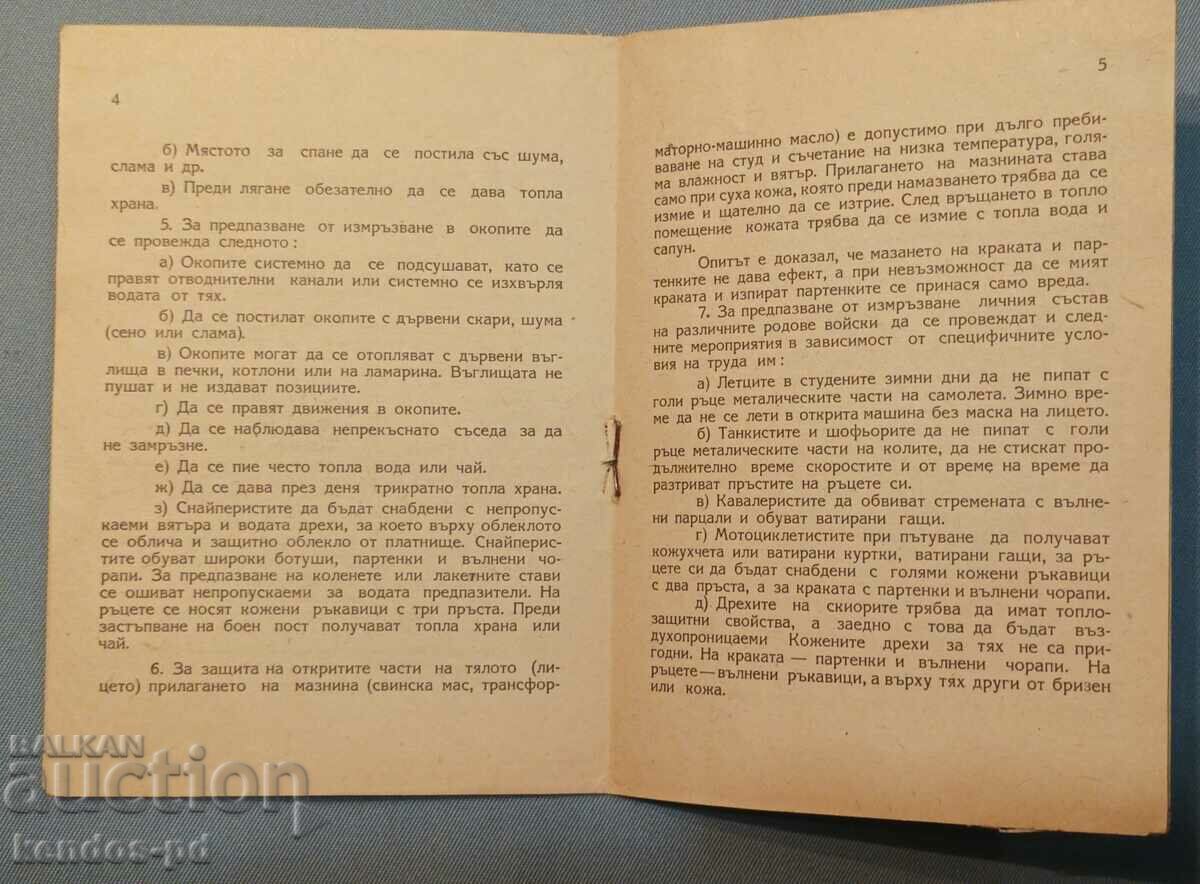 4
б) Мястото за спане да се постила със шума,
слама и др.
в) Преди лягане обезателно да се дава топла
храна.
5. За предпазване от измръзване в окопите да
се провежда следното :
а) Окопите системно да се подсушават, като се
правят отводнителни канали или системно се изхвърля
водата от тях.
б) Да се постилат окопите с дървени скари, шума
(сено или слама).
в) Окопите могат да се отопляват с дървени въг-
лища в печки, котлони или на ламарина. Въглищата не
пушат и не издават позициите.
г) Да се правят движения в окопите.
д) Да се наблюдава непрекъснато съседа за да
не замръзне.
е) Да се пие често топла вода или чай.
ж) Да се дава през деня трикратно топла храна.
з) Снайперистите да бъдат снабдени с непропус-
каеми вятъра и водата дрехи, за което върху облеклото
се облича и защитно облекло от платнище. Снайперис-
тите обуват широки ботуши, партенки и вълнени чо-
рапи. За предпазване на коленете или лакетните стави
се ошиват непропускаеми за водата предпазители. На
ръцете се носят кожени ръкавици с три пръста. Преди
застъпване на боен пост получават топла храна или
чай.
6. За защита на откритите части на тялото (ли-
цето) прилагането на мазнина (свинска мас, трансфор-
5
маторно-машинно масло) е допустимо при дълго преби-
ваване на студ и съчетание на низка температура, голя-
ма влажност и вятър. Прилагането на мазнината става
само при суха кожа, която преди намазването трябва да се
измие и щателно да се изтрие. След връщането в топло
помещение кожата трябва да се измие с топла вода и
сапун.
Опитът е доказал, че мазането на краката и пар-
тенките не дава ефект, а при невъзможност да се мият
краката и изпират партенките се принася само вреда.
7. За предпазване от измръзване личния състав
на различните родове войски да се провеждат и след-
ните мероприятия в зависимост от специфичните усло-
вия на труда им :
а) Летците в студените зимни дни да не пипат с
голи ръце металическите части на самолета. Зимно вре-
ме да не се лети в открита машина без маска на лицето.
б) Танкистите и шофьорите да не пипат с голи
ръце металическите части на колите, да не стискат про-
дължително време скоростите и от време на време да
разтриват пръстите на ръцете си.
в) Кавалеристите да обвиват стремената с вълне-
ни парцали и обуват ватирани гащи.
г) Мотоциклетистите при пътуване да получават
кожухчета или ватирани куртки, ватирани гащи, за ръ-
цете си да бъдат снабдени с големи кожени ръкавици
с два пръста, а за краката с партенки и вълнени чорапи.
д) Дрехите на скиорите трябва да имат топло-
защитни свойства, а заедно с това да бъдат въз-
духопроницаеми Кожените дрехи за тях не са при-
годни. На краката — партенки и вълнени чорапи. На
ръцете — вълнени ръкавици, а върху тях други от бризен
или кожа.
BALKAN
auction
kendos-pd